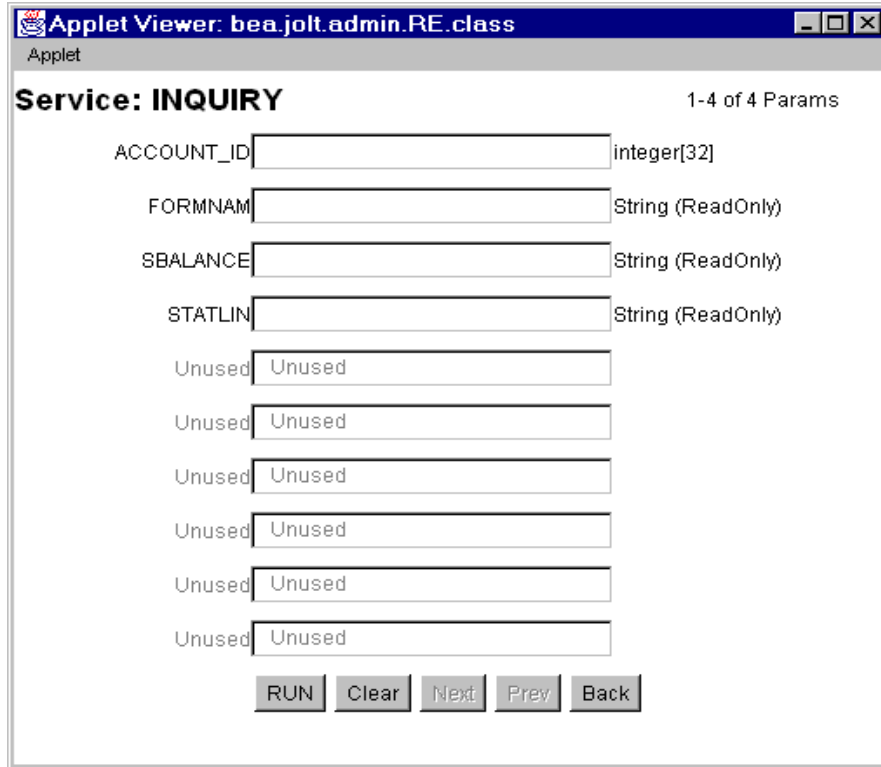 Applet Viewer: bea.jolt.admin.RE.class
Applet
Service: INQUIRY 1-4 of 4 Params
ACCOUNT_ID integer[32]
FORMNAM String (ReadOnly)
SBALANCE String (ReadOnly)
STATLIN String (ReadOnly)
Unused Unused
Unused Unused
Unused Unused
Unused Unused
Unused Unused
Unused Unused
RUN Clear Next Prev Back